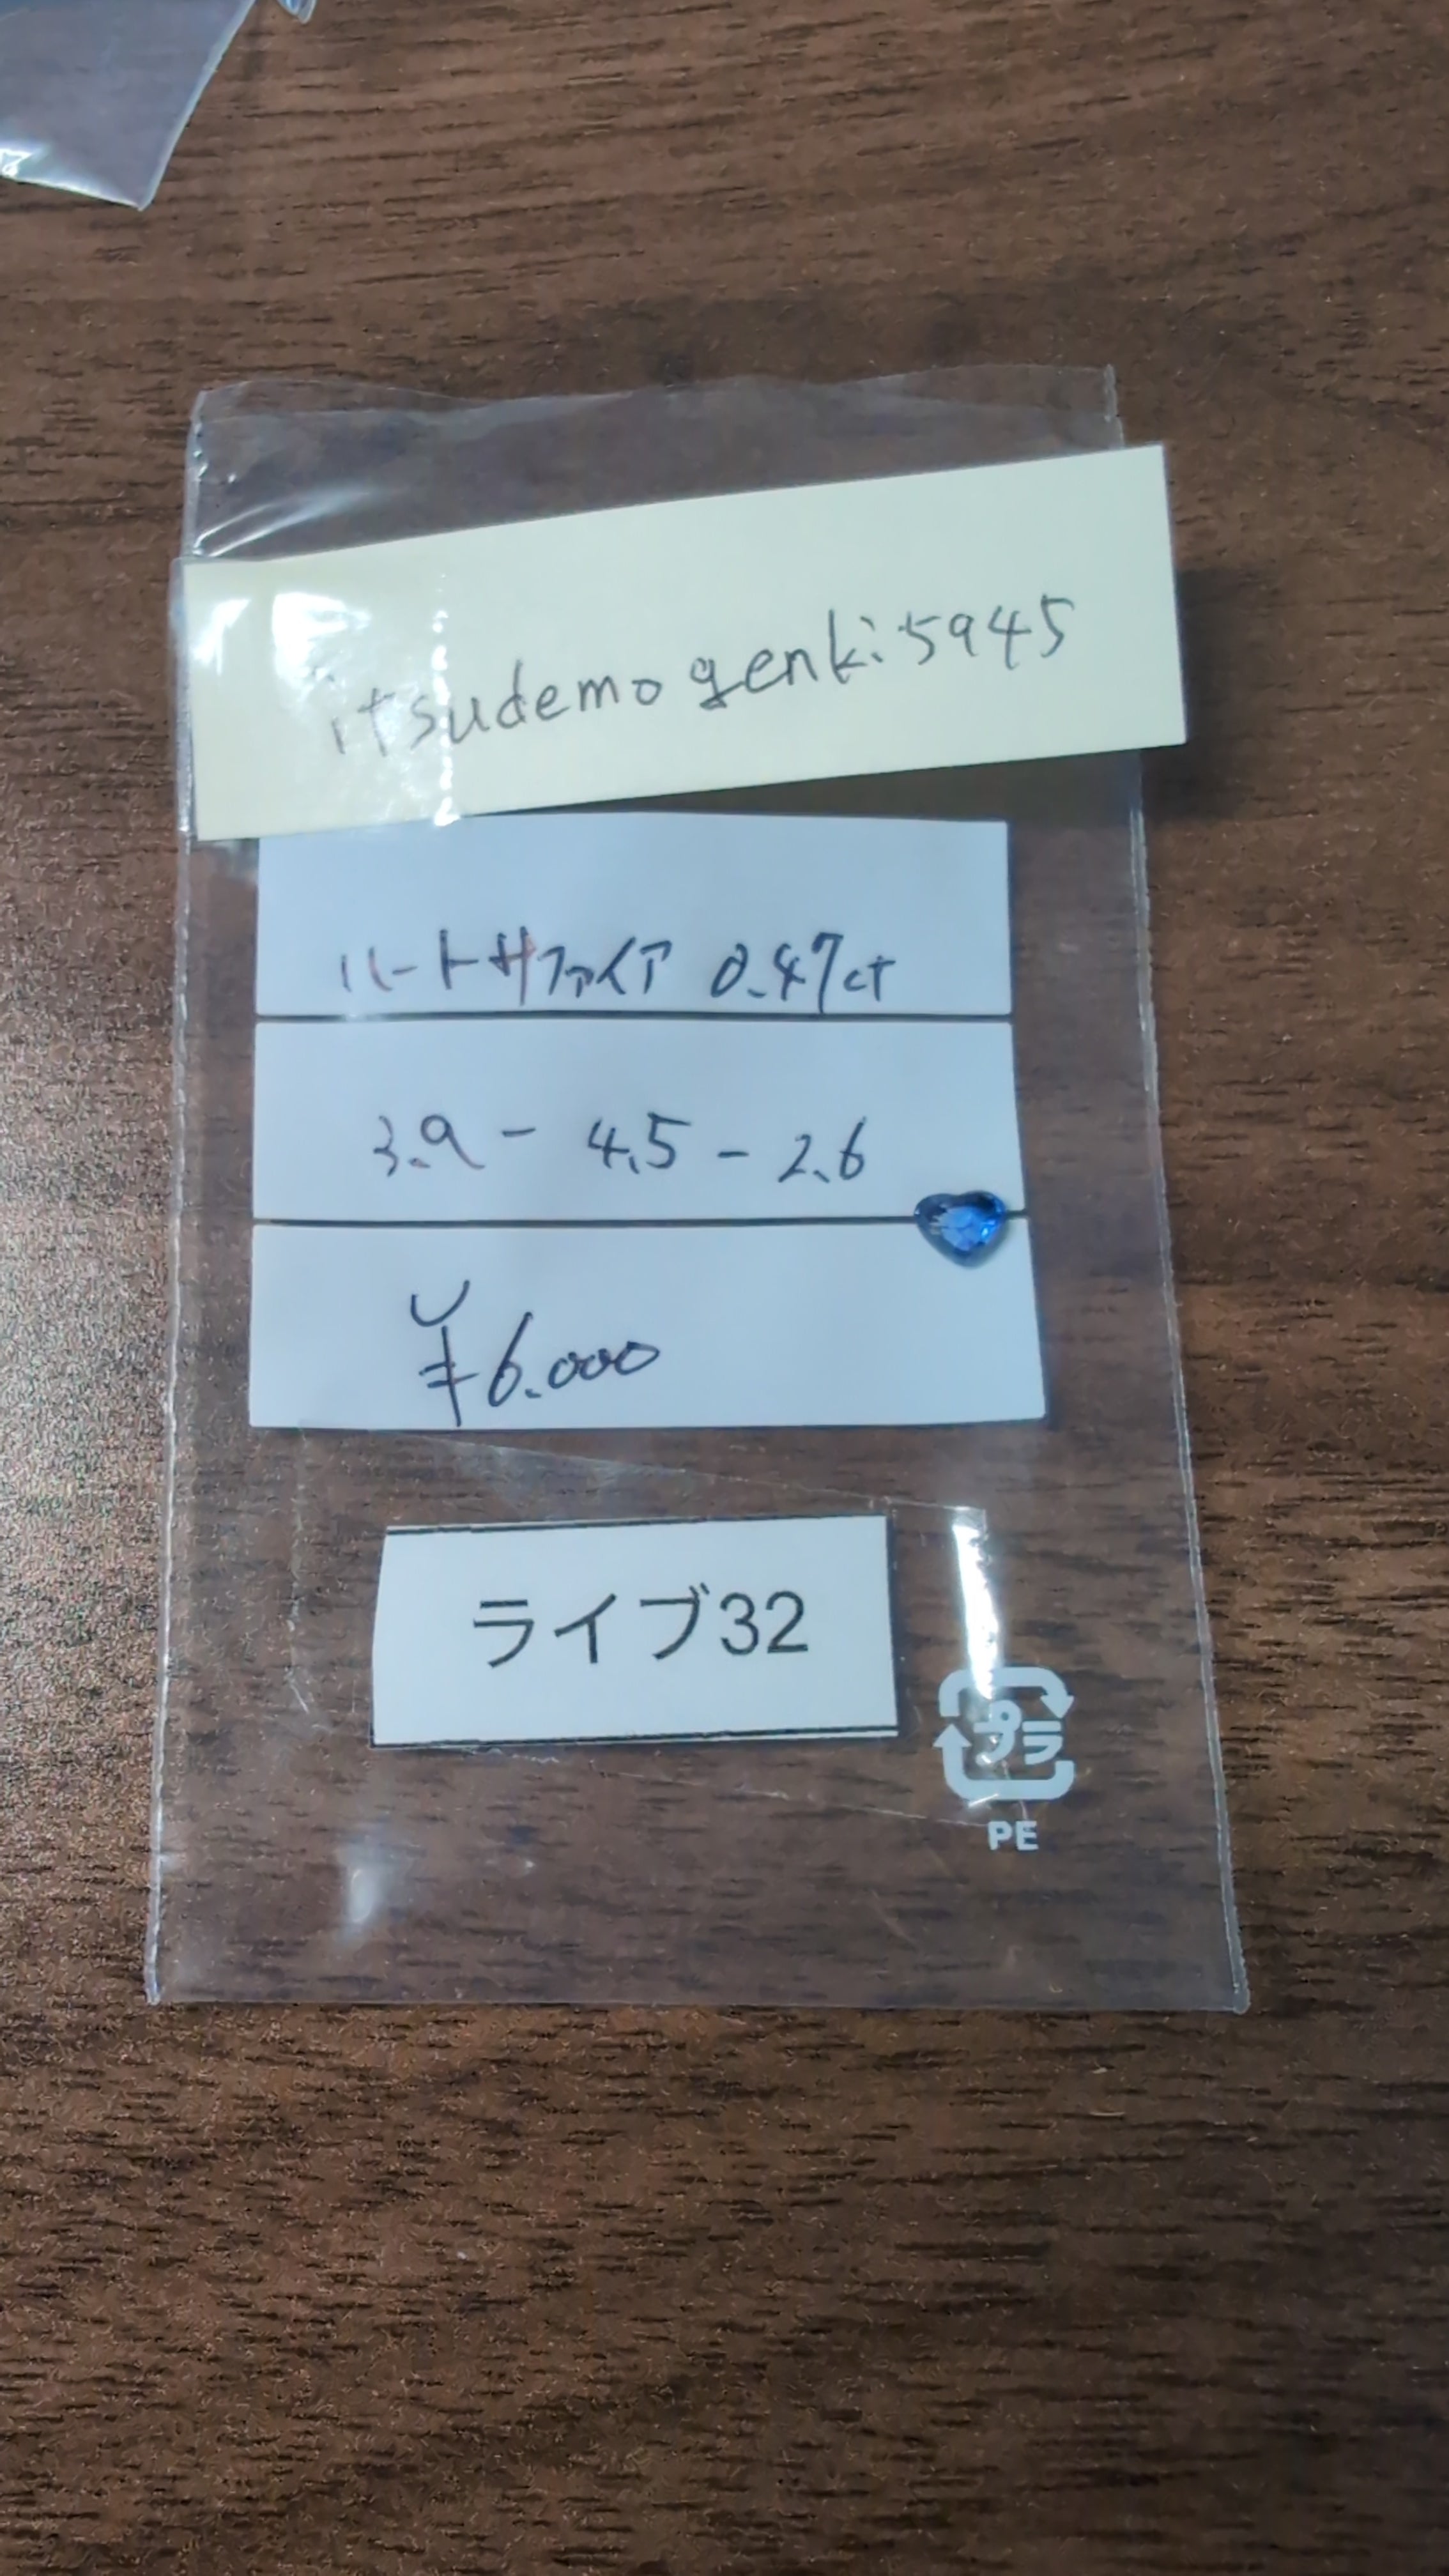 itsudemogenki5945
ハートサファイア 0.47ct
3.9 - 4.5 - 2.6
¥6.000
ライブ32
プラ
PE